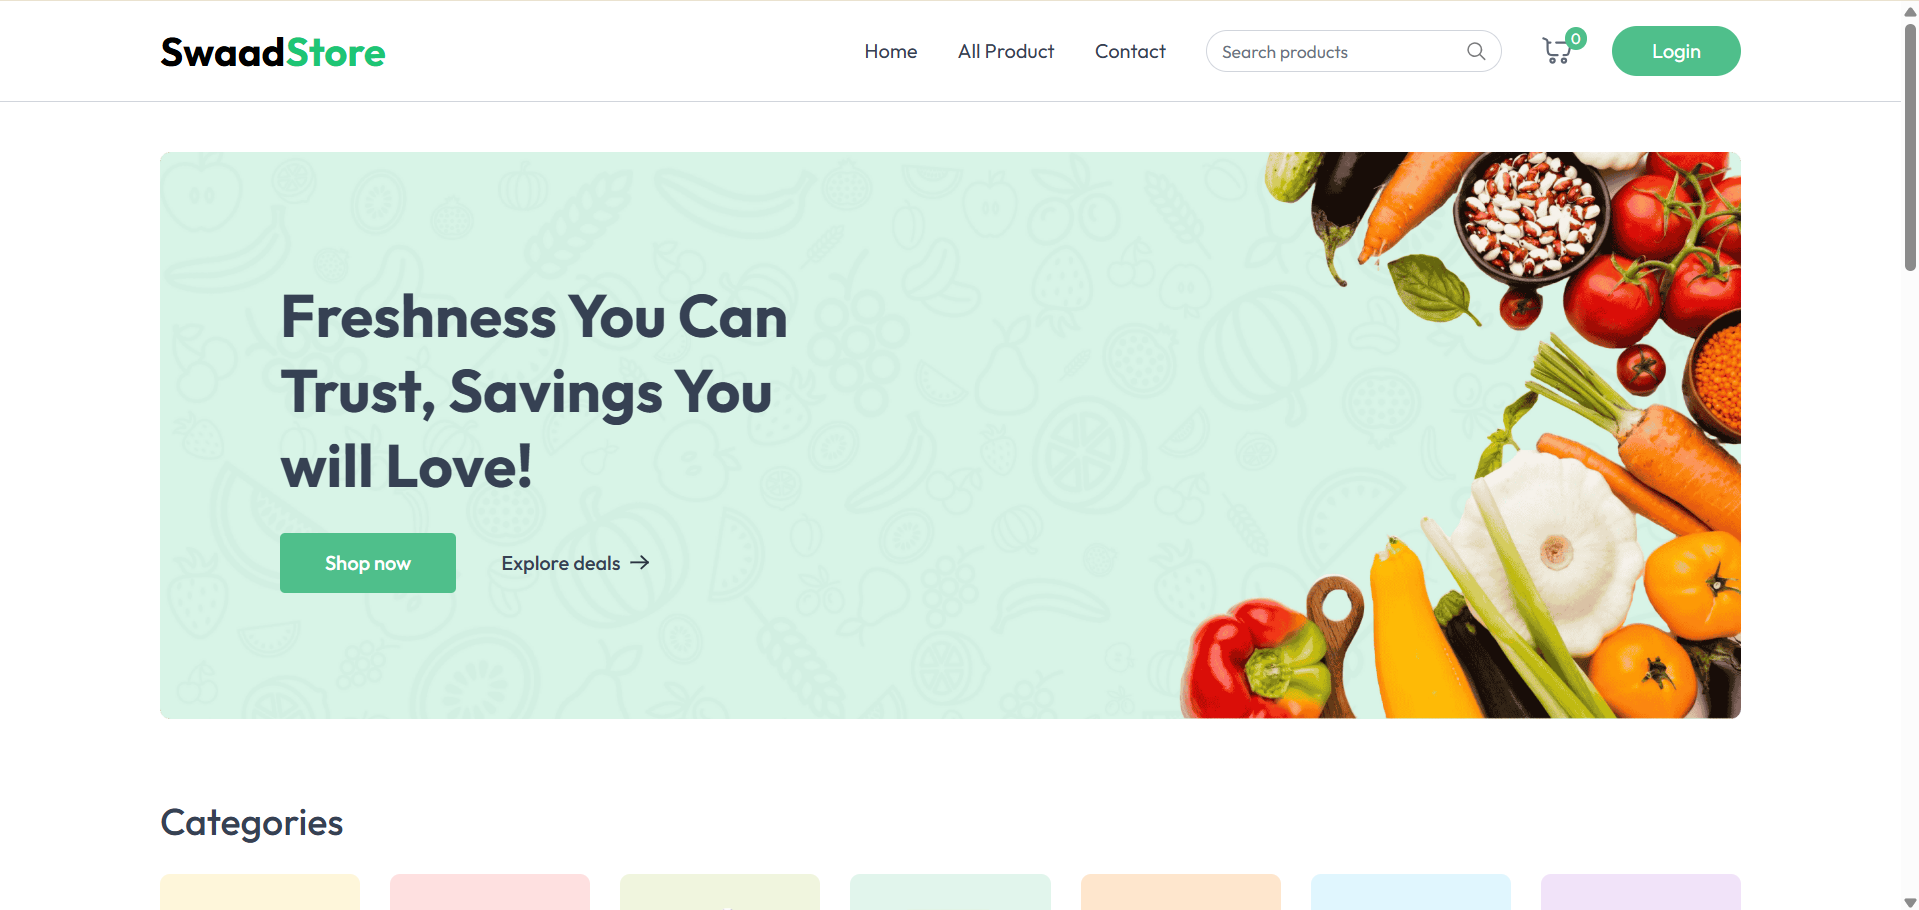 SwaadStore
Home
All Product
Contact
Search products
0
Login
Freshness You Can
Trust, Savings You
will Love!
Shop now
Explore deals
Categories